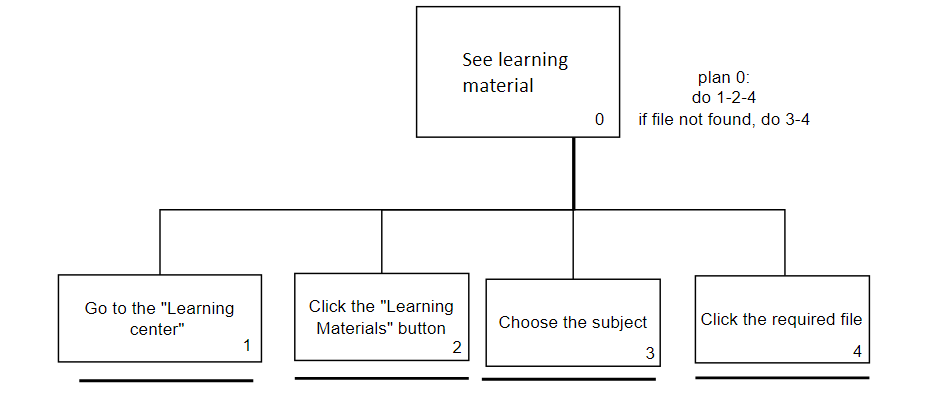 See learning
material
0
plan 0:
do 1-2-4
if file not found, do 3-4
Go to the "Learning
center"
1
Click the "Learning
Materials" button
2
Choose the subject
3
Click the required file
4